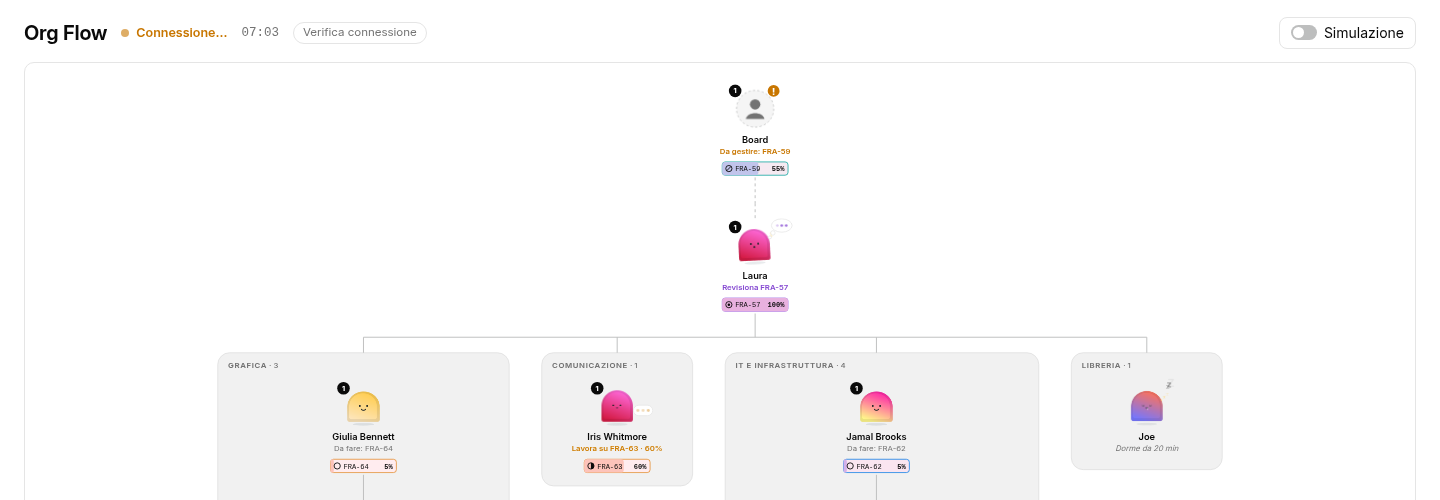 Org Flow
Connessione...
07:03
Verifica connessione
Simulazione
1
!
Board
Da gestire: FRA-59
FRA-59 55%
1
Laura
Revisiona FRA-57
FRA-57 100%
GRAFICA · 3
1
Giulia Bennett
Da fare: FRA-64
FRA-64 5%
COMUNICAZIONE · 1
1
Iris Whitmore
Lavora su FRA-63 · 60%
FRA-63 60%
IT E INFRASTRUTTURA · 4
1
Jamal Brooks
Da fare: FRA-62
FRA-62 5%
LIBRERIA · 1
z
Joe
Dorme da 20 min